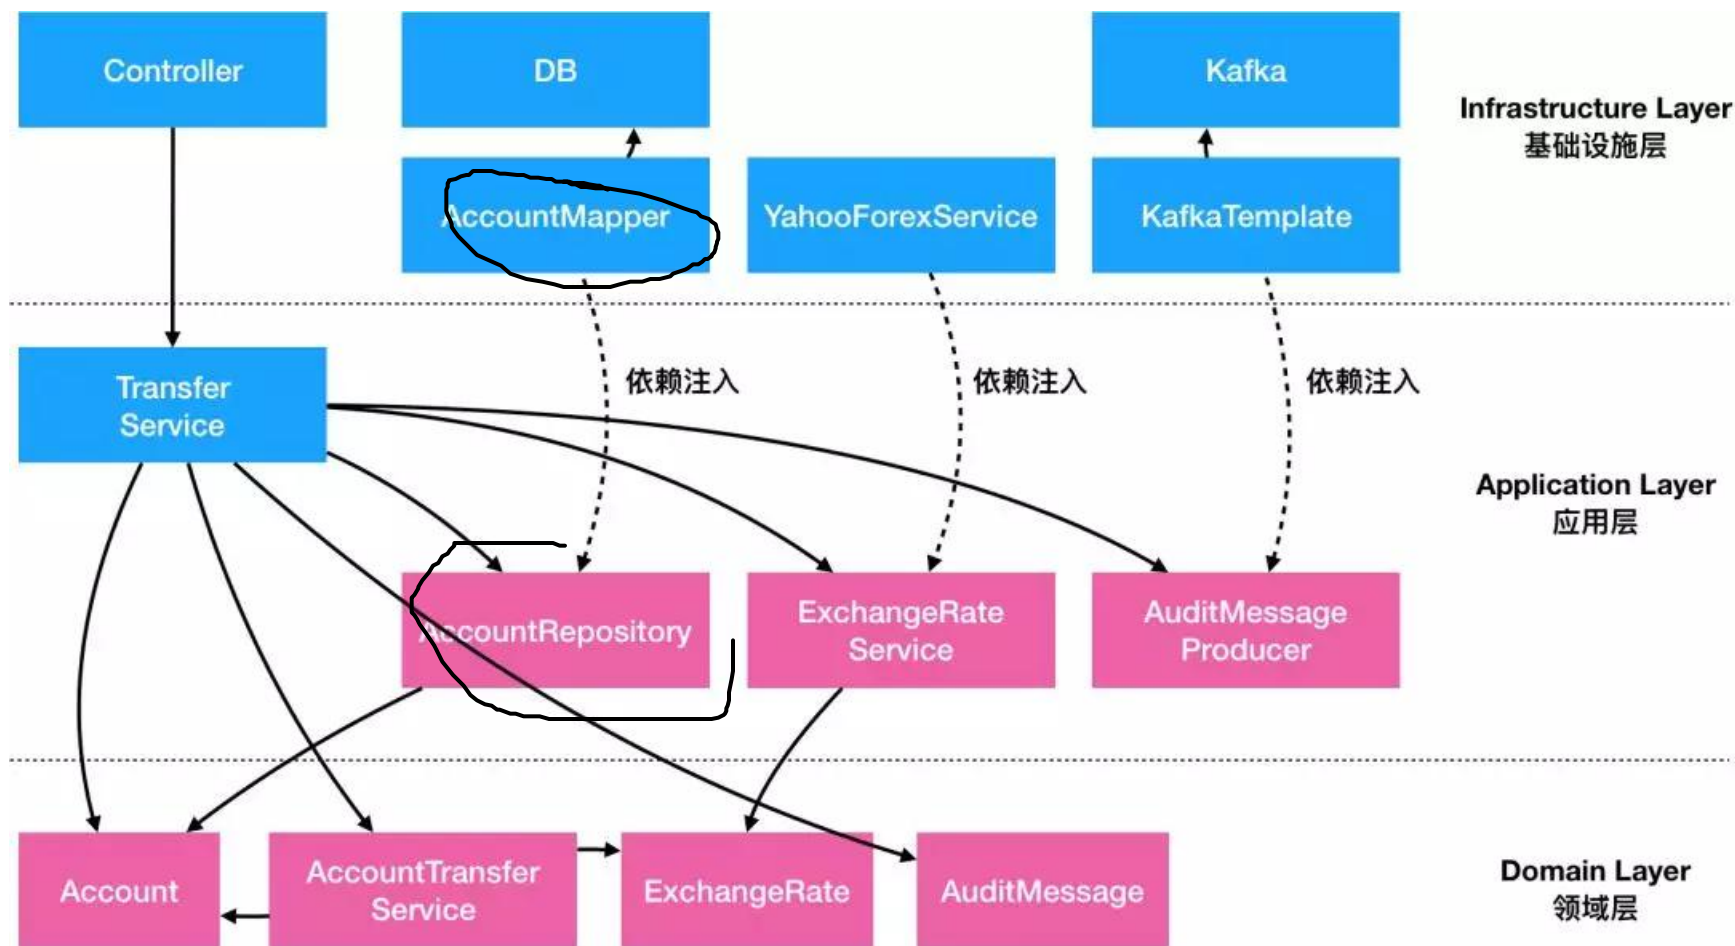 Controller
DB
Kafka
Infrastructure Layer
基础设施层
AccountMapper
YahooForexService
KafkaTemplate
依赖注入
依赖注入
依赖注入
Transfer
Service
Application Layer
应用层
AccountRepository
ExchangeRate
Service
AuditMessage
Producer
Account
AccountTransfer
Service
ExchangeRate
AuditMessage
Domain Layer
领域层